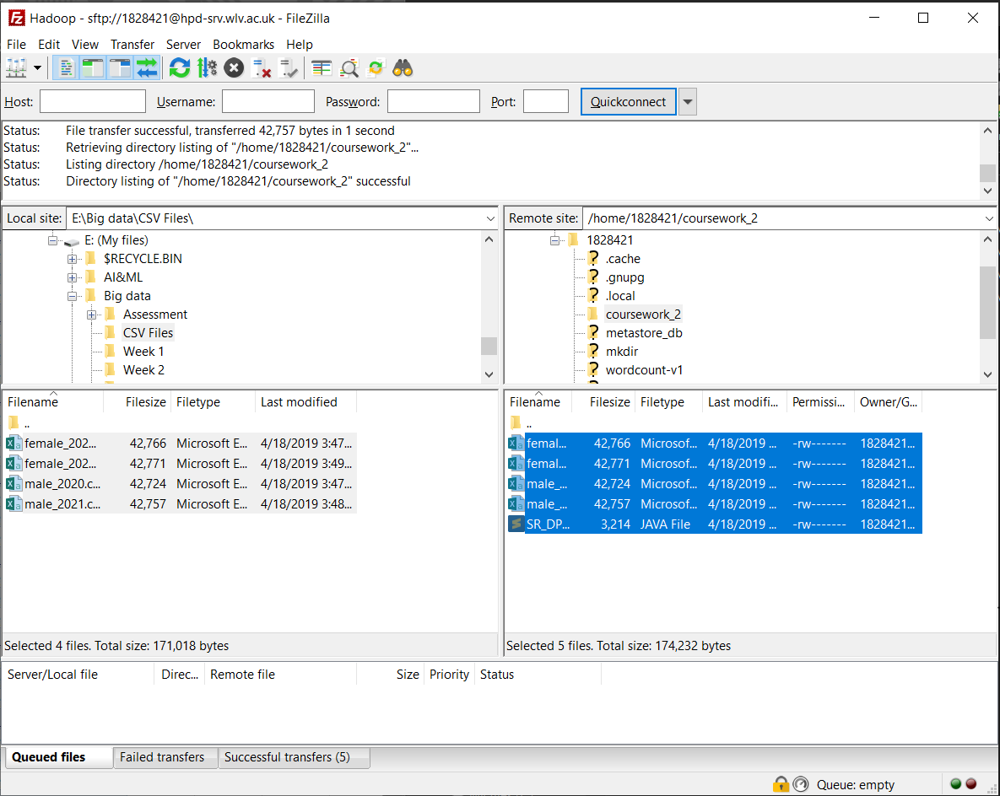 Hadoop - sftp://1828421@hpd-srv.wlv.ac.uk - FileZilla
File Edit View Transfer Server Bookmarks Help
Host: Username: Password: Port: Quickconnect
Status: File transfer successful, transferred 42,757 bytes in 1 second
Status: Retrieving directory listing of "/home/1828421/coursework_2"...
Status: Listing directory /home/1828421/coursework_2
Status: Directory listing of "/home/1828421/coursework_2" successful
Local site: E:\Big data\CSV Files\
E: (My files)
$RECYCLE.BIN
AI&ML
Big data
Assessment
CSV Files
Week 1
Week 2
Filename Filesize Filetype Last modified
..
female_202... 42,766 Microsoft E... 4/18/2019 3:47...
female_202... 42,771 Microsoft E... 4/18/2019 3:49...
male_2020.c... 42,724 Microsoft E... 4/18/2019 3:47...
male_2021.c... 42,757 Microsoft E... 4/18/2019 3:48...
Selected 4 files. Total size: 171,018 bytes
Remote site: /home/1828421/coursework_2
1828421
? .cache
? .gnupg
? .local
coursework_2
? metastore_db
? mkdir
? wordcount-v1
Filename Filesize Filetype Last modifi... Permissi... Owner/G...
..
femal... 42,766 Microsof... 4/18/2019 ... -rw------- 1828421...
femal... 42,771 Microsof... 4/18/2019 ... -rw------- 1828421...
male_... 42,724 Microsof... 4/18/2019 ... -rw------- 1828421...
male_... 42,757 Microsof... 4/18/2019 ... -rw------- 1828421...
SR_DP... 3,214 JAVA File 4/18/2019 ... -rw------- 1828421...
Selected 5 files. Total size: 174,232 bytes
Server/Local file Direc... Remote file Size Priority Status
Queued files Failed transfers Successful transfers (5)
Queue: empty